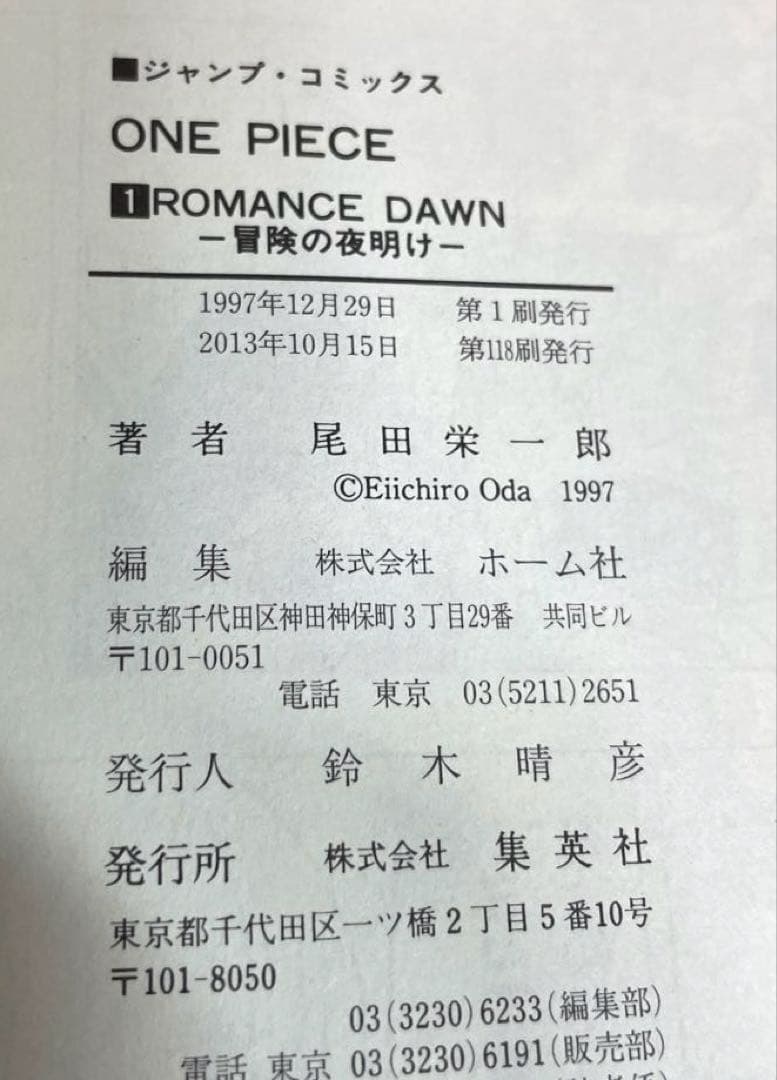 ■ジャンプ・コミックス
ONE PIECE
1 ROMANCE DAWN
―冒険の夜明け―
1997年12月29日 第1刷発行
2013年10月15日 第118刷発行
著者 尾田栄一郎
©Eiichiro Oda 1997
編集 株式会社 ホーム社
東京都千代田区神田神保町3丁目29番 共同ビル
〒101-0051
電話 東京 03(5211)2651
発行人 鈴木晴彦
発行所 株式会社 集英社
東京都千代田区一ツ橋2丁目5番10号
〒101-8050
03(3230)6233(編集部)
電話 東京 03(3230)6191(販売部)